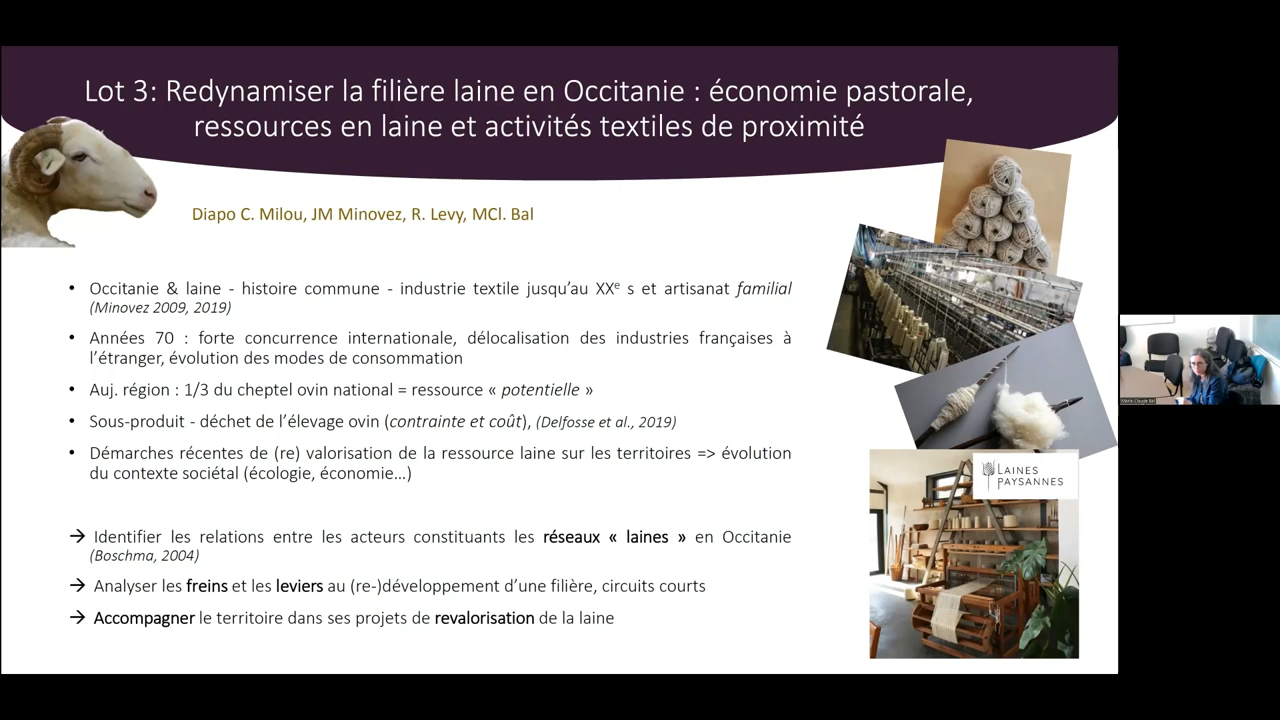 Lot 3: Redynamiser la filière laine en Occitanie : économie pastorale,
ressources en laine et activités textiles de proximité
Diapo C. Milou, JM Minovez, R. Levy, MCl. Bal
• Occitanie & laine - histoire commune - industrie textile jusqu’au XXe s et artisanat familial
(Minovez 2009, 2019)
• Années 70 : forte concurrence internationale, délocalisation des industries françaises à
l’étranger, évolution des modes de consommation
• Auj. région : 1/3 du cheptel ovin national = ressource « potentielle »
• Sous-produit - déchet de l’élevage ovin (contrainte et coût), (Delfosse et al., 2019)
• Démarches récentes de (re) valorisation de la ressource laine sur les territoires => évolution
du contexte sociétal (écologie, économie…)
→ Identifier les relations entre les acteurs constituants les réseaux « laines » en Occitanie
(Boschma, 2004)
→ Analyser les freins et les leviers au (re-)développement d’une filière, circuits courts
→ Accompagner le territoire dans ses projets de revalorisation de la laine
LAINES
PAYSANNES
Marie-Claude Bal